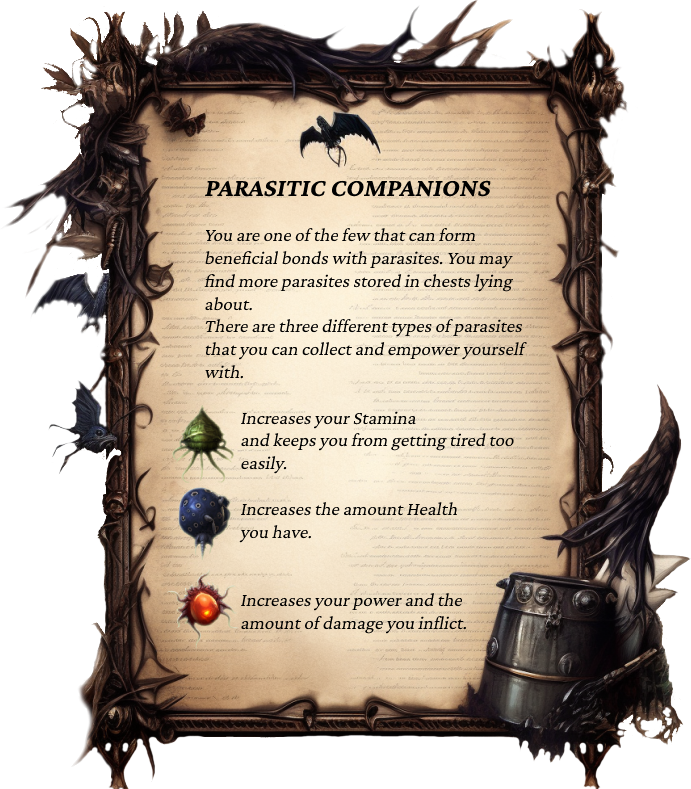 PARASITIC COMPANIONS
You are one of the few that can form
beneficial bonds with parasites. You may
find more parasites stored in chests lying
about.
There are three different types of parasites
that you can collect and empower yourself
with.
Increases your Stamina
and keeps you from getting tired too
easily.
Increases the amount Health
you have.
Increases your power and the
amount of damage you inflict.